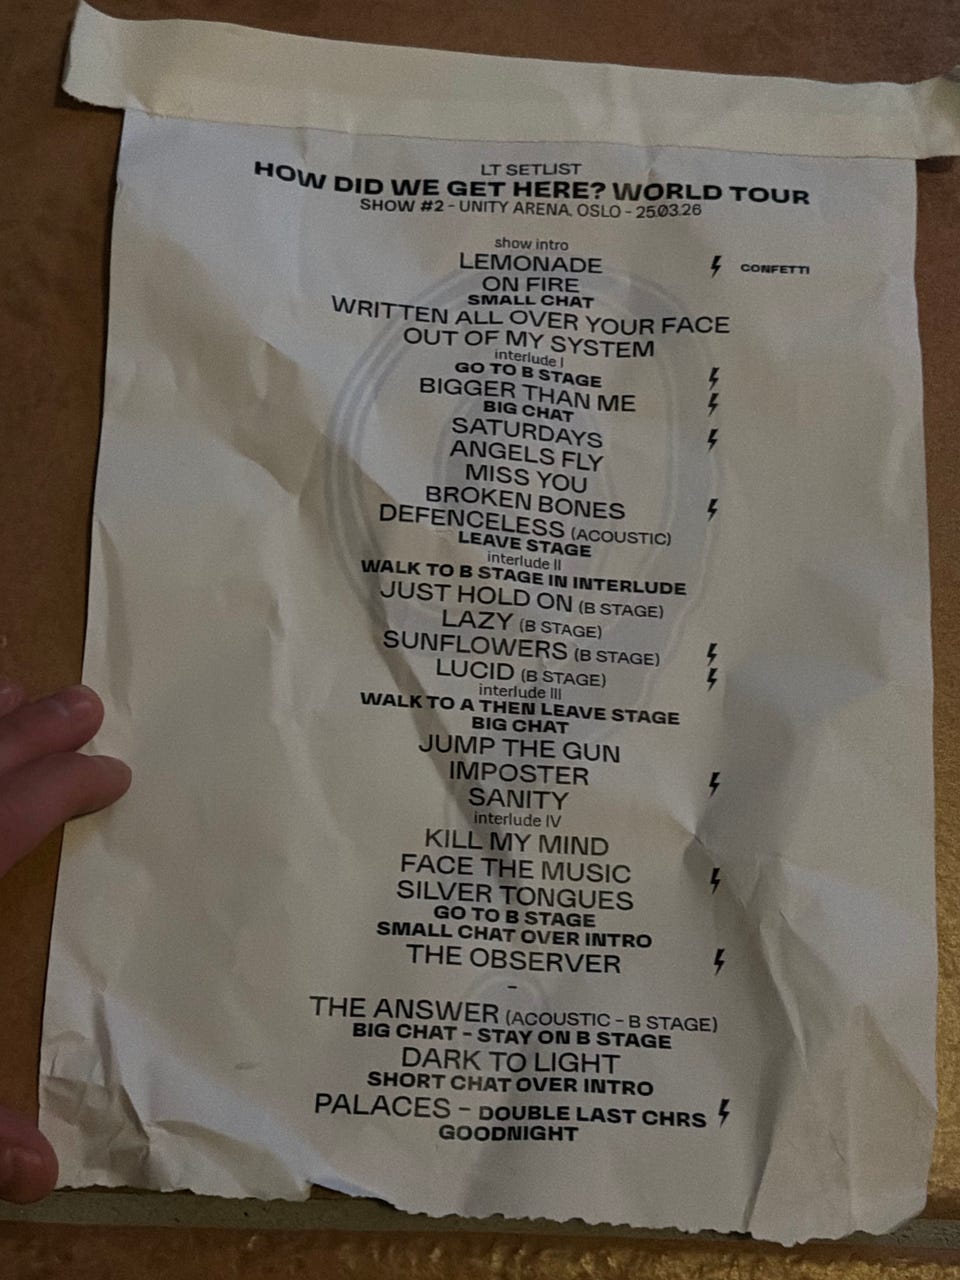 LT SETLIST
HOW DID WE GET HERE? WORLD TOUR
SHOW #2 - UNITY ARENA, OSLO - 25.03.26
show intro
LEMONADE CONFETTI
ON FIRE
SMALL CHAT
WRITTEN ALL OVER YOUR FACE
OUT OF MY SYSTEM
interlude I
GO TO B STAGE
BIGGER THAN ME
BIG CHAT
SATURDAYS
ANGELS FLY
MISS YOU
BROKEN BONES
DEFENCELESS (ACOUSTIC)
LEAVE STAGE
interlude II
WALK TO B STAGE IN INTERLUDE
JUST HOLD ON (B STAGE)
LAZY (B STAGE)
SUNFLOWERS (B STAGE)
LUCID (B STAGE)
interlude III
WALK TO A THEN LEAVE STAGE
BIG CHAT
JUMP THE GUN
IMPOSTER
SANITY
interlude IV
KILL MY MIND
FACE THE MUSIC
SILVER TONGUES
GO TO B STAGE
SMALL CHAT OVER INTRO
THE OBSERVER
-
THE ANSWER (ACOUSTIC - B STAGE)
BIG CHAT - STAY ON B STAGE
DARK TO LIGHT
SHORT CHAT OVER INTRO
PALACES - DOUBLE LAST CHRS
GOODNIGHT